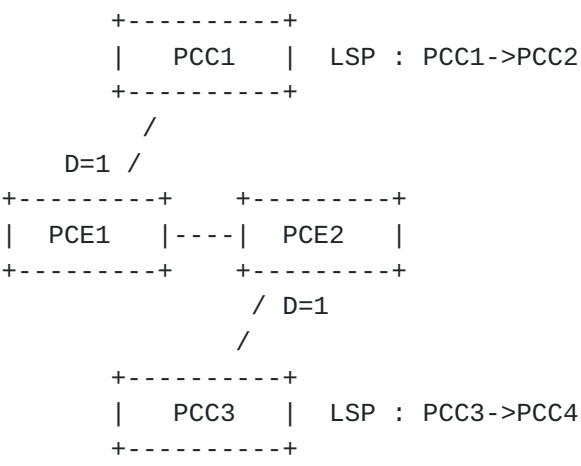 +----------+
|   PCC1   |  LSP : PCC1->PCC2
+----------+
/
D=1 /
+---------+    +---------+
|  PCE1   |----|  PCE2   |
+---------+    +---------+
/ D=1
/
+----------+
|   PCC3   |  LSP : PCC3->PCC4
+----------+